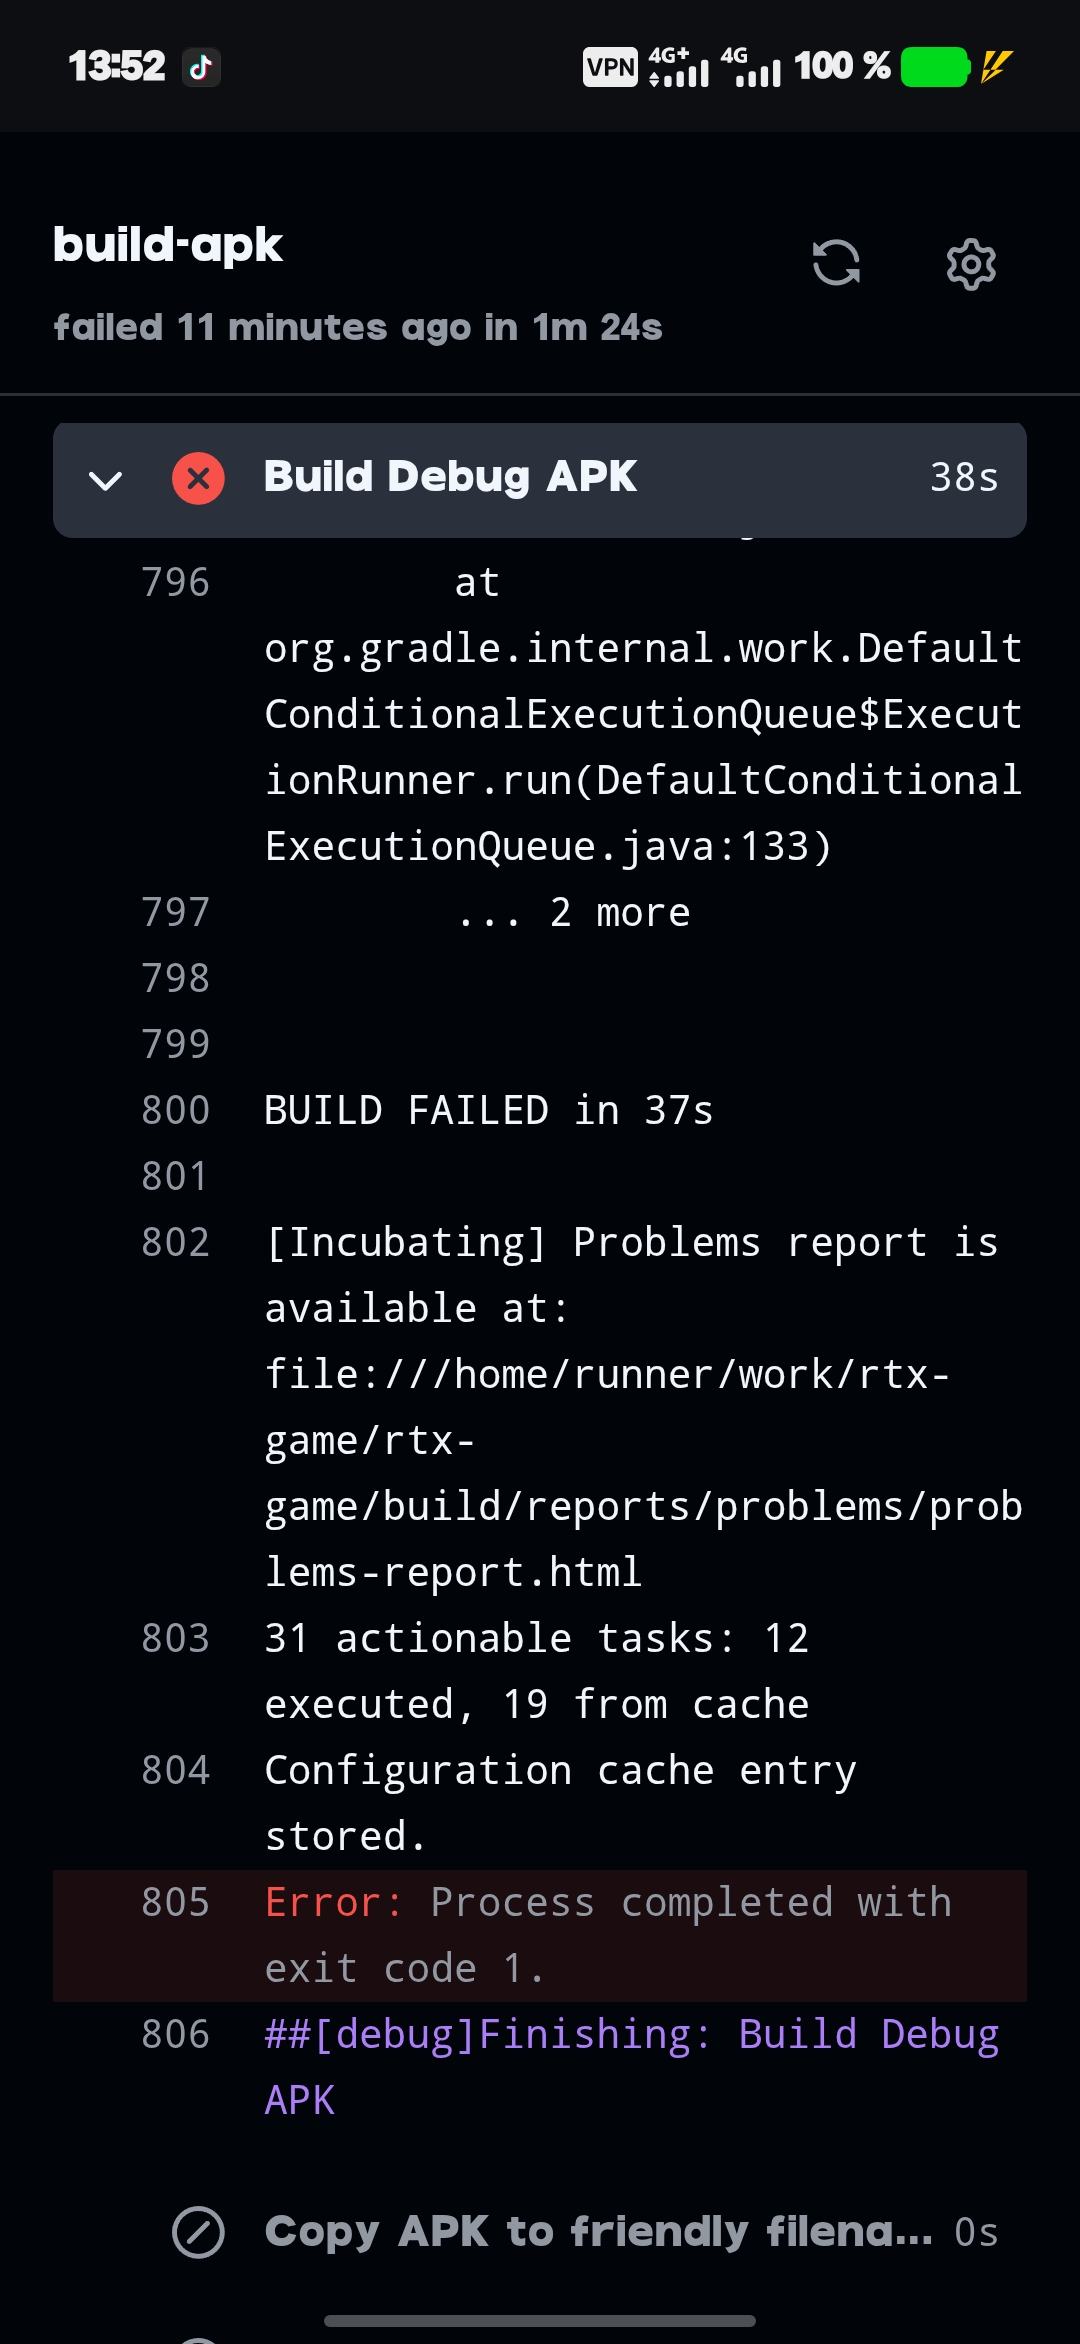 13:52 VPN 4G+ 4G 100 %
build-apk
failed 11 minutes ago in 1m 24s
Build Debug APK 38s
796 at
org.gradle.internal.work.Default
ConditionalExecutionQueue$Execut
ionRunner.run(DefaultConditional
ExecutionQueue.java:133)
797 ... 2 more
798
799
800 BUILD FAILED in 37s
801
802 [Incubating] Problems report is
available at:
file:///home/runner/work/rtx-
game/rtx-
game/build/reports/problems/prob
lems-report.html
803 31 actionable tasks: 12
executed, 19 from cache
804 Configuration cache entry
stored.
805 Error: Process completed with
exit code 1.
806 ##[debug]Finishing: Build Debug
APK
Copy APK to friendly filena... 0s